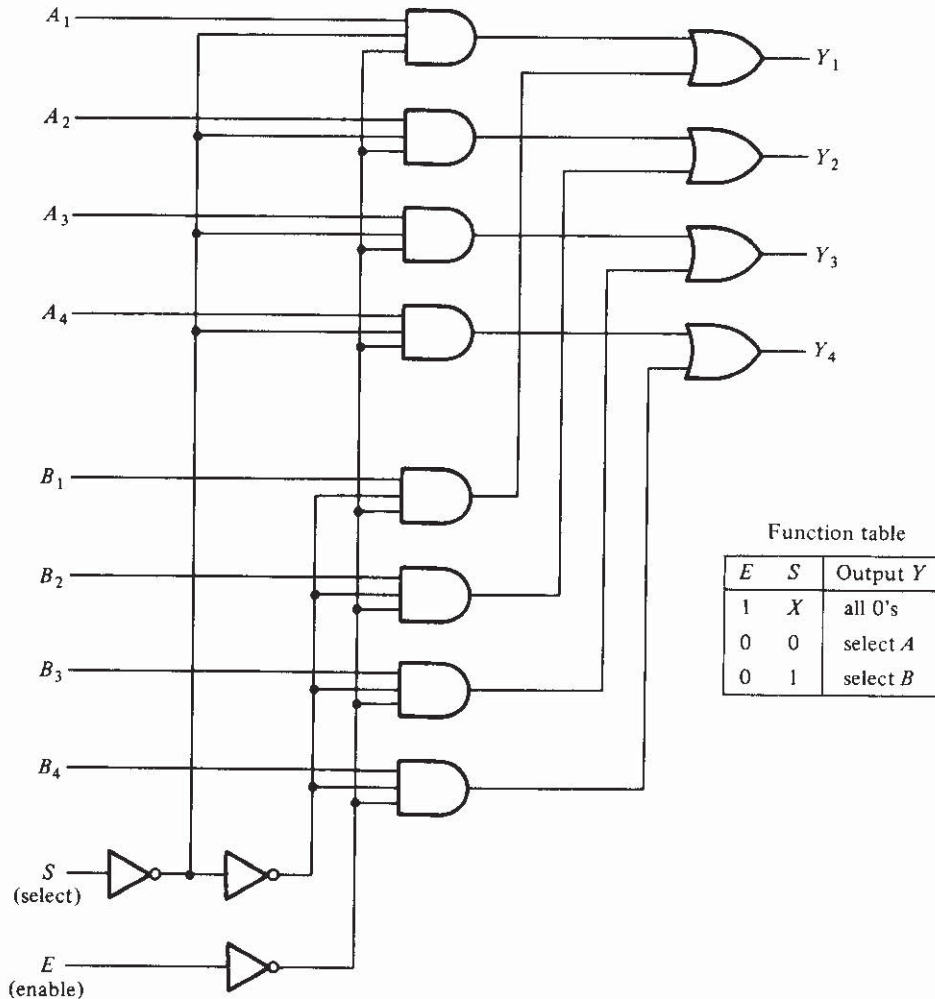 A₁
Y₁
A₂
Y₂
A₃
Y₃
A₄
Y₄
B₁
B₂
B₃
B₄
S
(select)
E
(enable)
Function table
E S Output Y
1 X all 0's
0 0 select A
0 1 select B